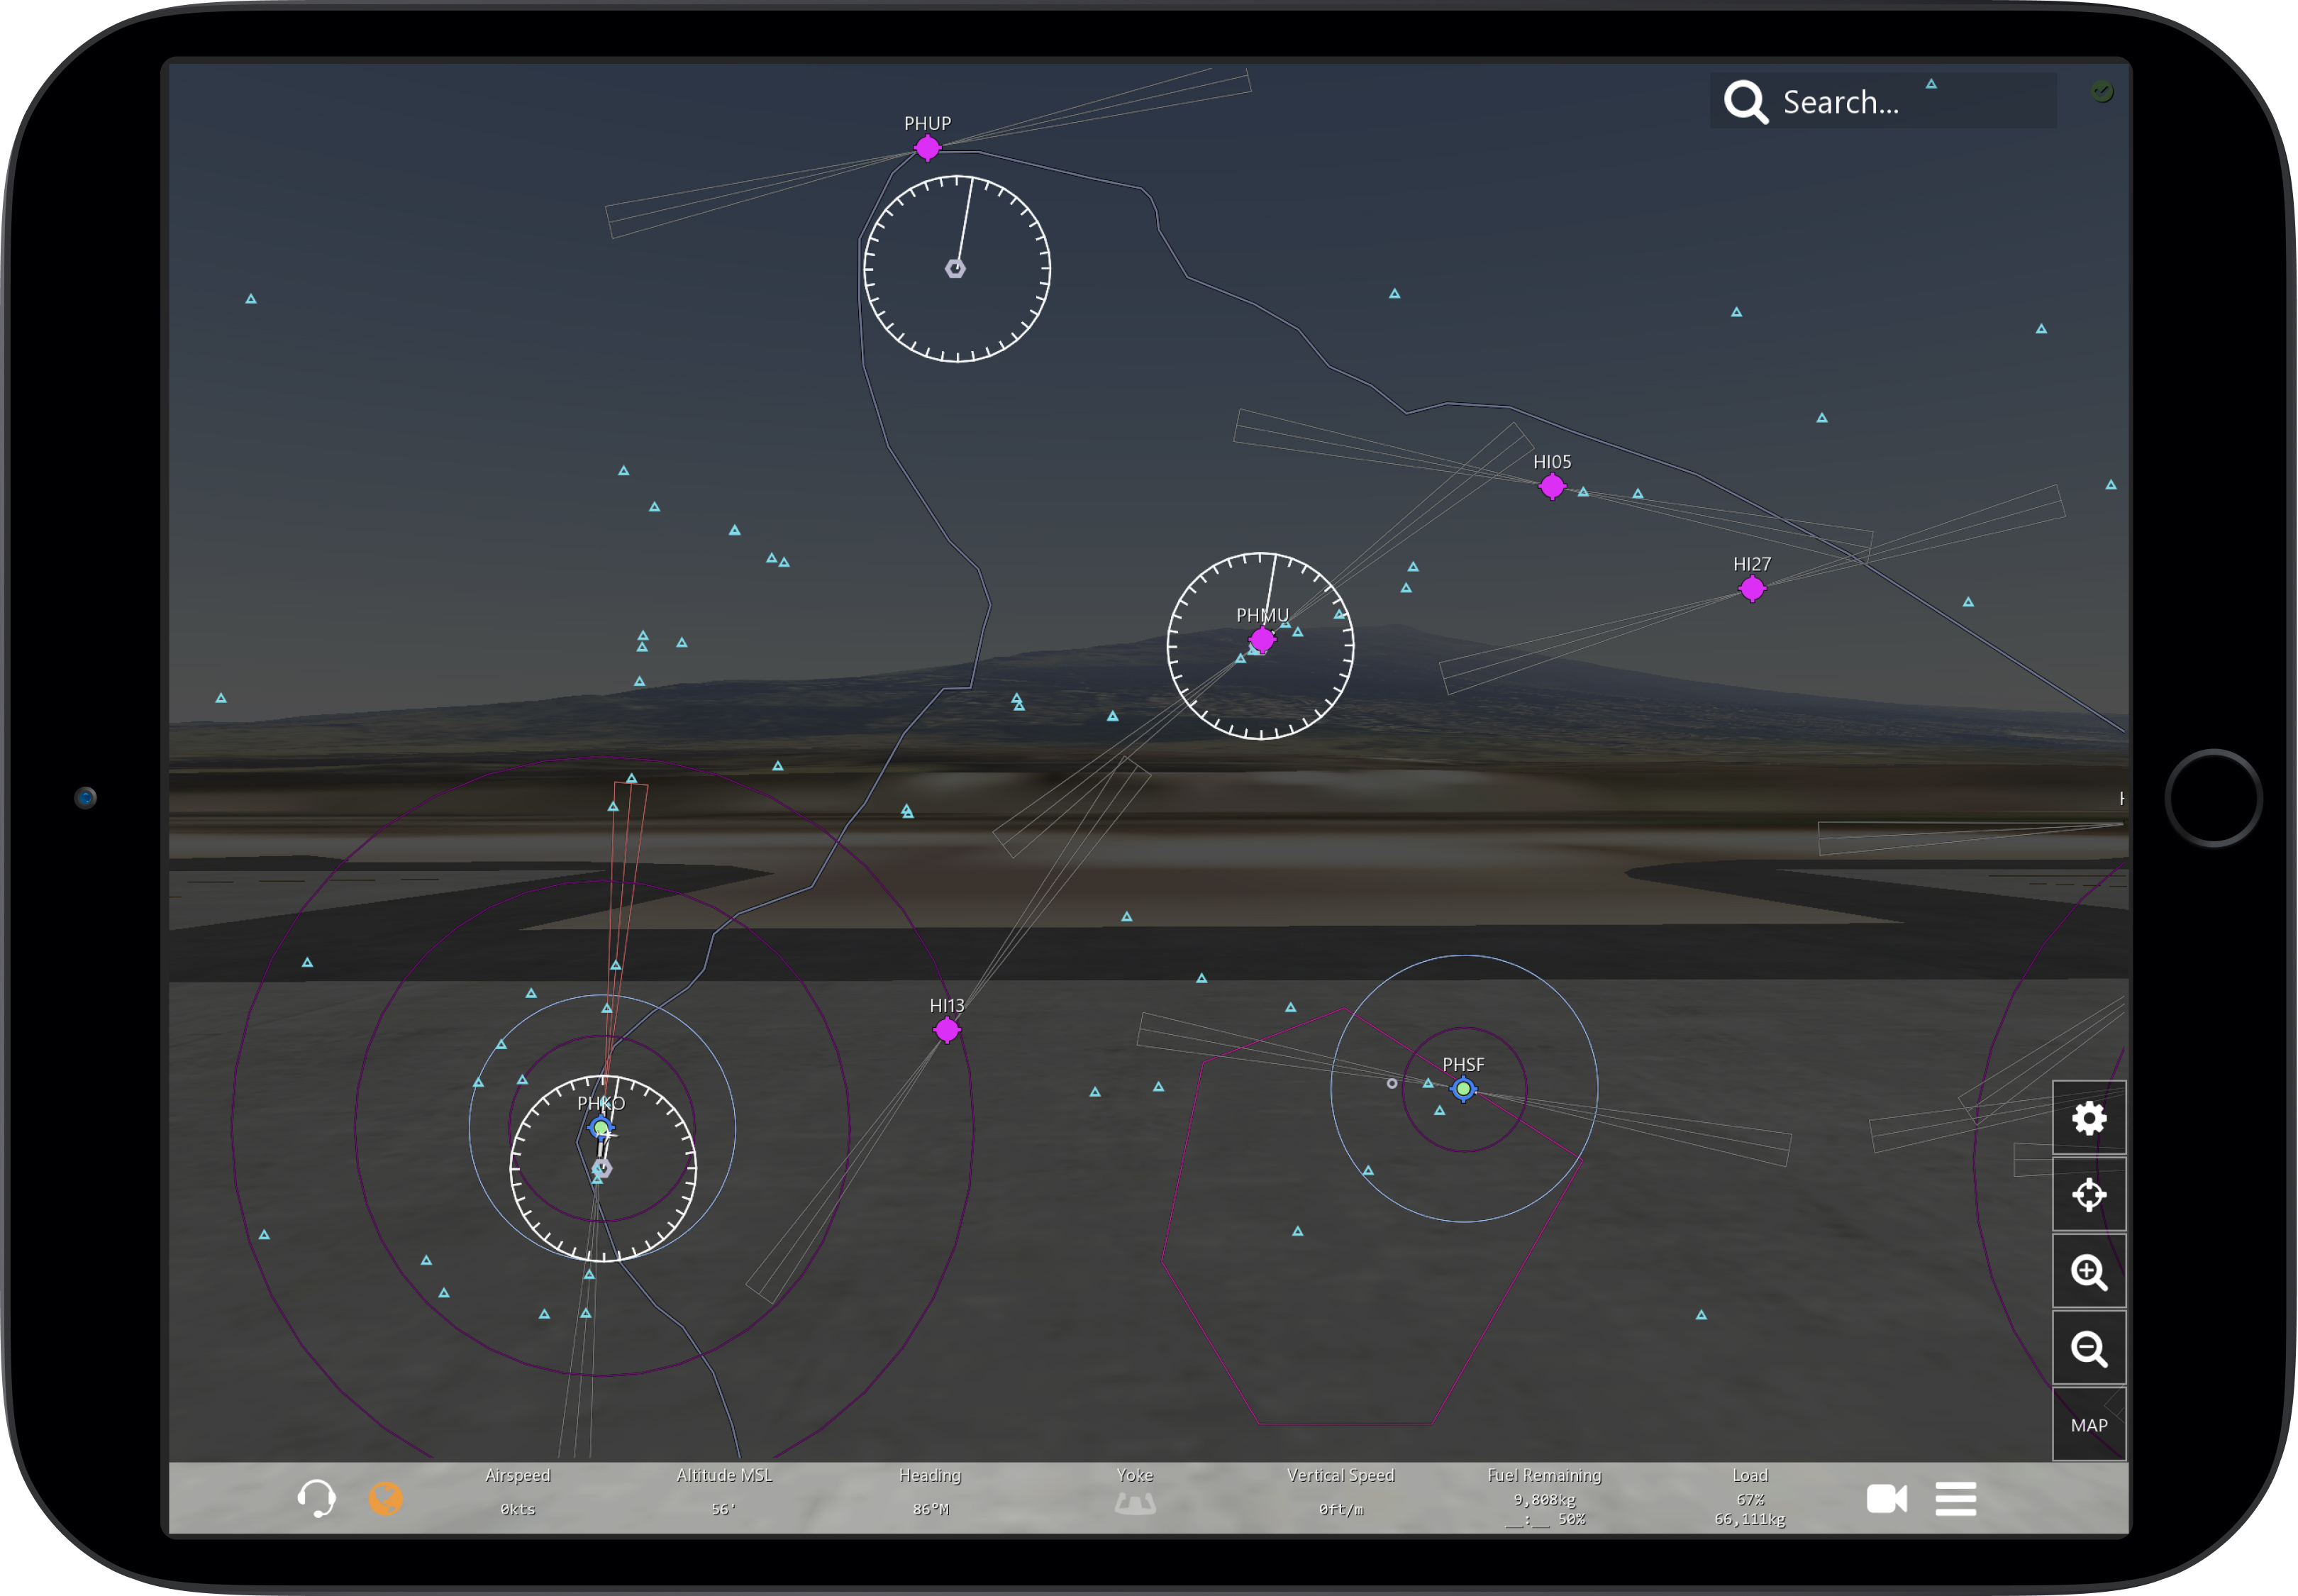 Search...
PHUP
HI05
HI27
PHMU
HI13
PHSF
PHKO
MAP
Airspeed
0kts
Altitude MSL
56'
Heading
86°M
Yoke
Vertical Speed
0ft/m
Fuel Remaining
9,808kg
__:__ 50%
Load
67%
66,111kg